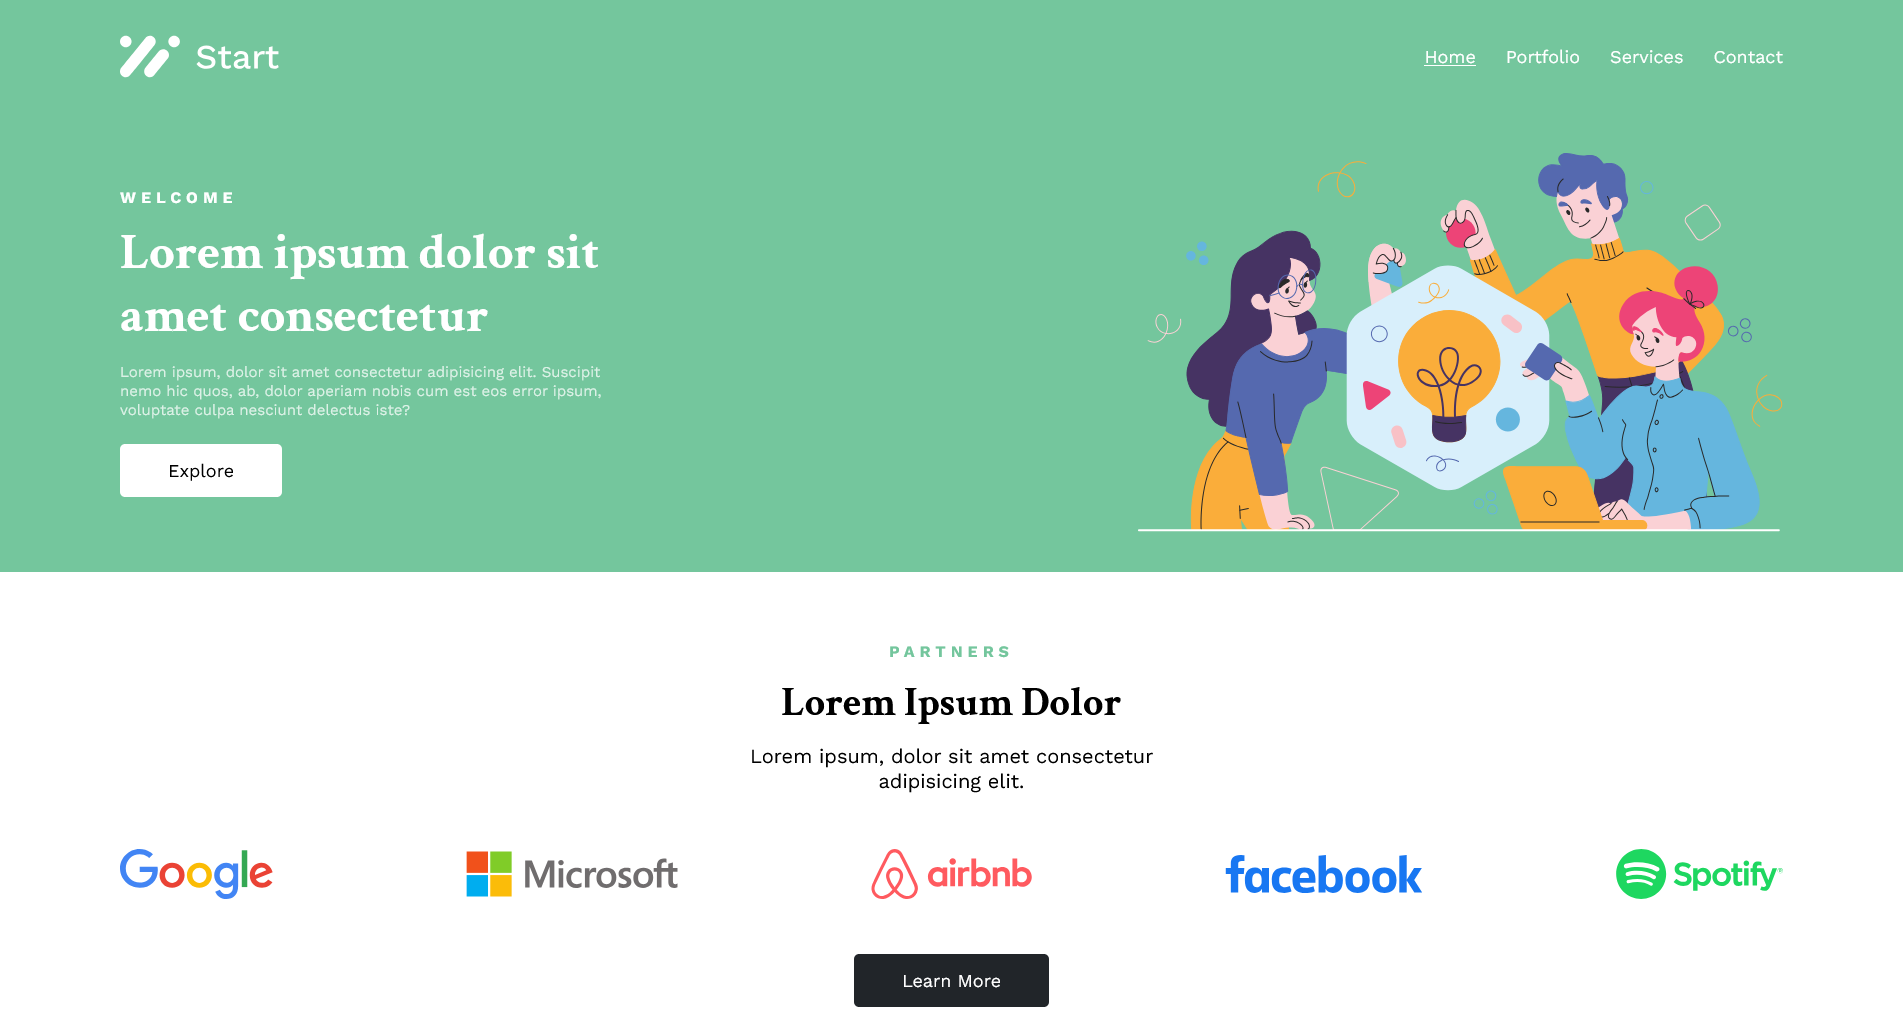 Start
Home Portfolio Services Contact
WELCOME
Lorem ipsum dolor sit
amet consectetur
Lorem ipsum, dolor sit amet consectetur adipisicing elit. Suscipit
nemo hic quos, ab, dolor aperiam nobis cum est eos error ipsum,
voluptate culpa nesciunt delectus iste?
Explore
PARTNERS
Lorem Ipsum Dolor
Lorem ipsum, dolor sit amet consectetur
adipisicing elit.
Google Microsoft airbnb facebook Spotify®
Learn More